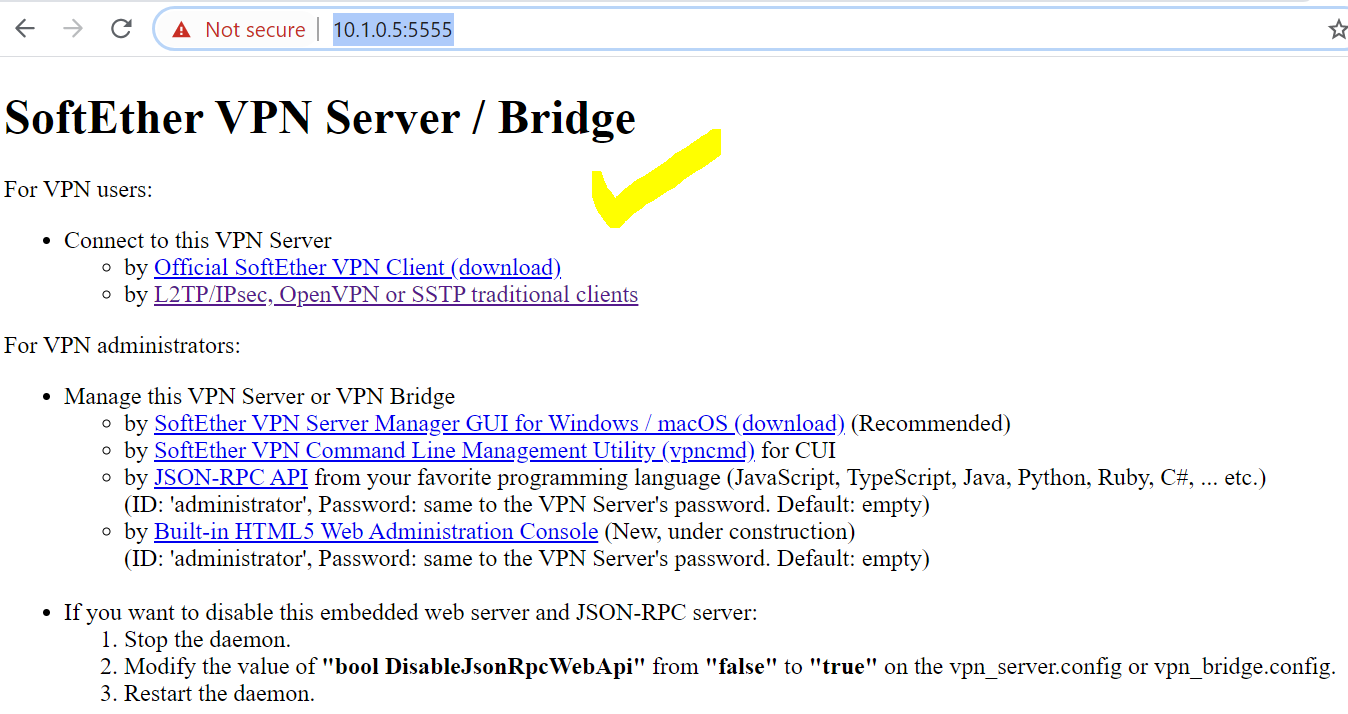 Not secure | 10.1.0.5:5555
SoftEther VPN Server / Bridge
For VPN users:
• Connect to this VPN Server
○ by Official SoftEther VPN Client (download)
○ by L2TP/IPsec, OpenVPN or SSTP traditional clients
For VPN administrators:
• Manage this VPN Server or VPN Bridge
○ by SoftEther VPN Server Manager GUI for Windows / macOS (download) (Recommended)
○ by SoftEther VPN Command Line Management Utility (vpncmd) for CUI
○ by JSON-RPC API from your favorite programming language (JavaScript, TypeScript, Java, Python, Ruby, C#, ... etc.)
(ID: 'administrator', Password: same to the VPN Server's password. Default: empty)
○ by Built-in HTML5 Web Administration Console (New, under construction)
(ID: 'administrator', Password: same to the VPN Server's password. Default: empty)
• If you want to disable this embedded web server and JSON-RPC server:
1. Stop the daemon.
2. Modify the value of "bool DisableJsonRpcWebApi" from "false" to "true" on the vpn_server.config or vpn_bridge.config.
3. Restart the daemon.